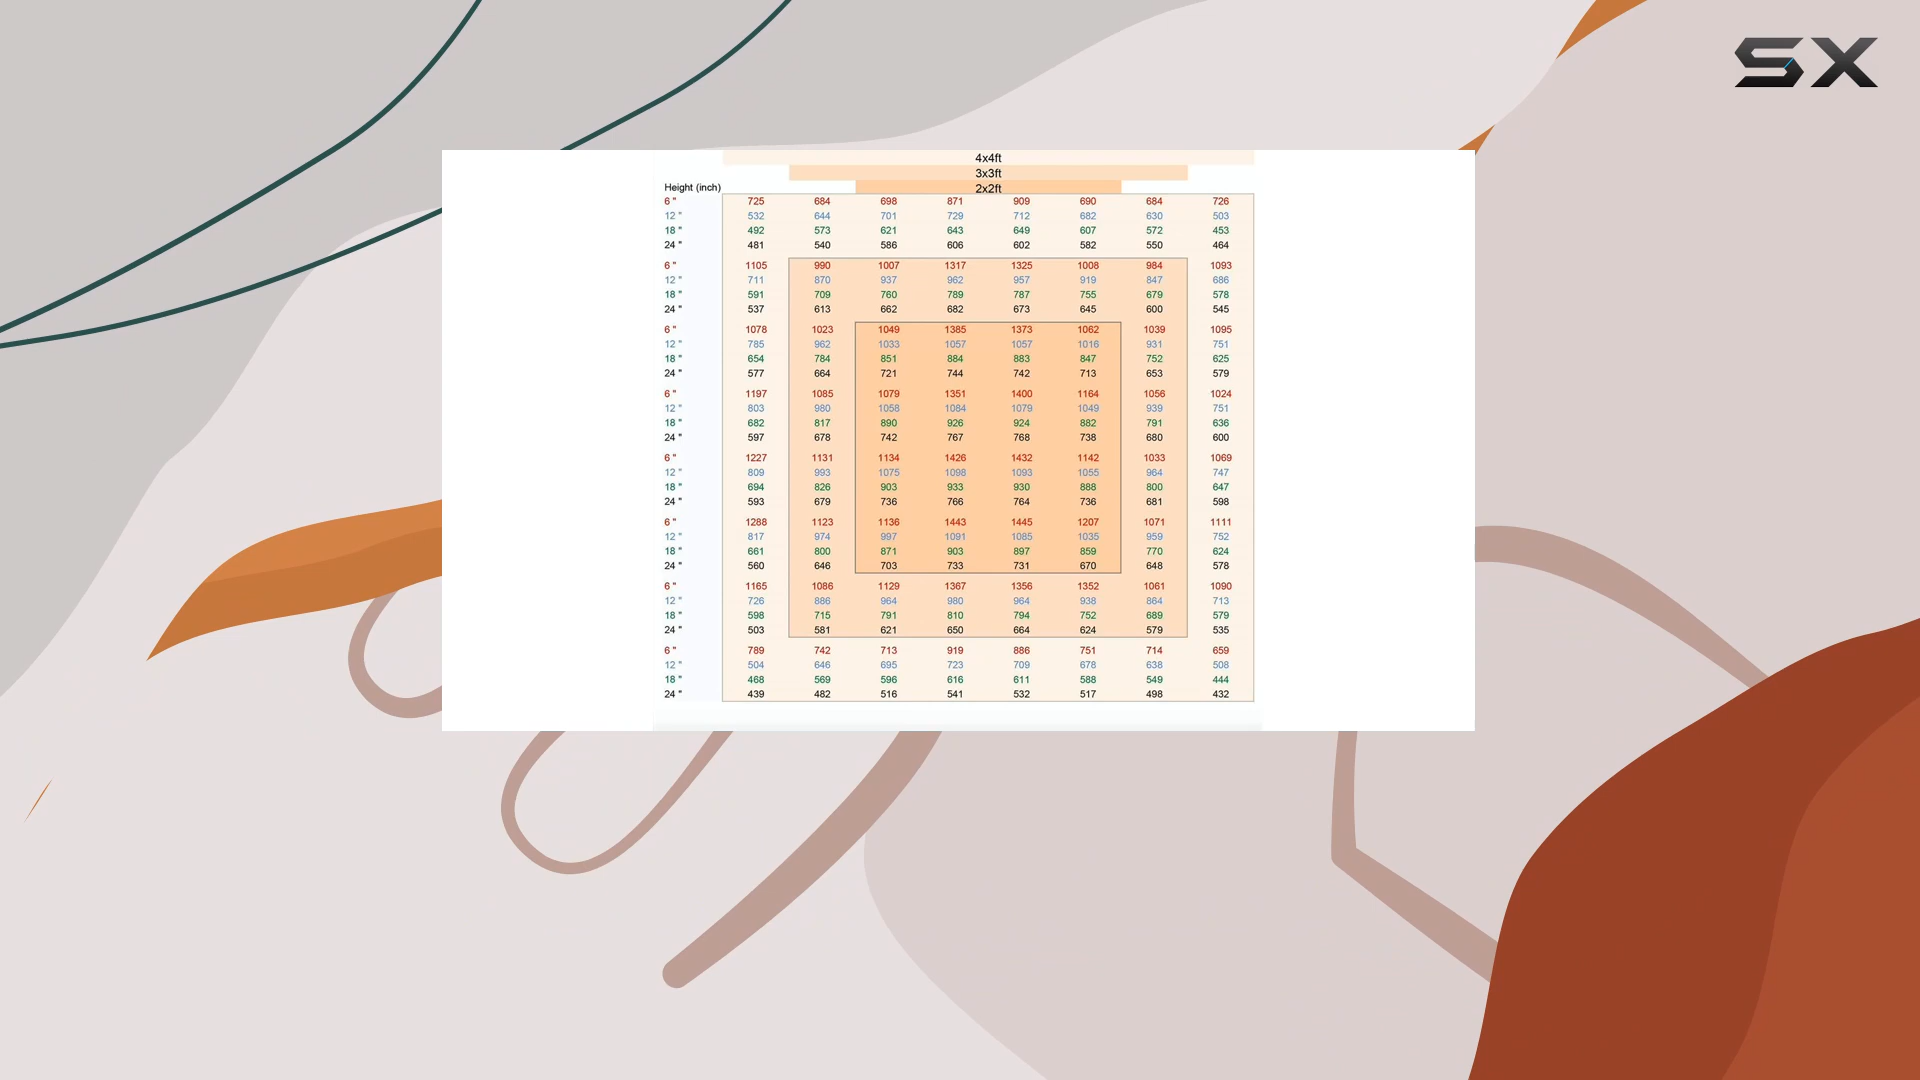 SX
4x4ft
3x3ft
Height (inch) 2x2ft
6 " 725 684 698 871 909 690 684 726
12 " 532 644 701 729 712 682 630 503
18 " 492 573 621 643 649 607 572 453
24 " 481 540 586 606 602 582 550 464
6 " 1105 990 1007 1317 1325 1008 984 1093
12 " 711 870 937 962 957 919 847 686
18 " 591 709 760 789 787 755 679 578
24 " 537 613 662 682 673 645 600 545
6 " 1078 1023 1049 1385 1373 1062 1039 1095
12 " 785 962 1033 1057 1057 1016 931 751
18 " 654 784 851 884 883 847 752 625
24 " 577 664 721 744 742 713 653 579
6 " 1197 1085 1079 1351 1400 1164 1056 1024
12 " 803 980 1058 1084 1079 1049 939 751
18 " 682 817 890 926 924 882 791 636
24 " 597 678 742 767 768 738 680 600
6 " 1227 1131 1134 1426 1432 1142 1033 1069
12 " 809 993 1075 1098 1093 1055 964 747
18 " 694 826 903 933 930 888 800 647
24 " 593 679 736 766 764 736 681 598
6 " 1288 1123 1136 1443 1445 1207 1071 1111
12 " 817 974 997 1091 1085 1035 959 752
18 " 661 800 871 903 897 859 770 624
24 " 560 646 703 733 731 670 648 578
6 " 1165 1086 1129 1367 1356 1352 1061 1090
12 " 726 886 964 980 964 938 864 713
18 " 598 715 791 810 794 752 689 579
24 " 503 581 621 650 664 624 579 535
6 " 789 742 713 919 886 751 714 659
12 " 504 646 695 723 709 678 638 508
18 " 468 569 596 616 611 588 549 444
24 " 439 482 516 541 532 517 498 432